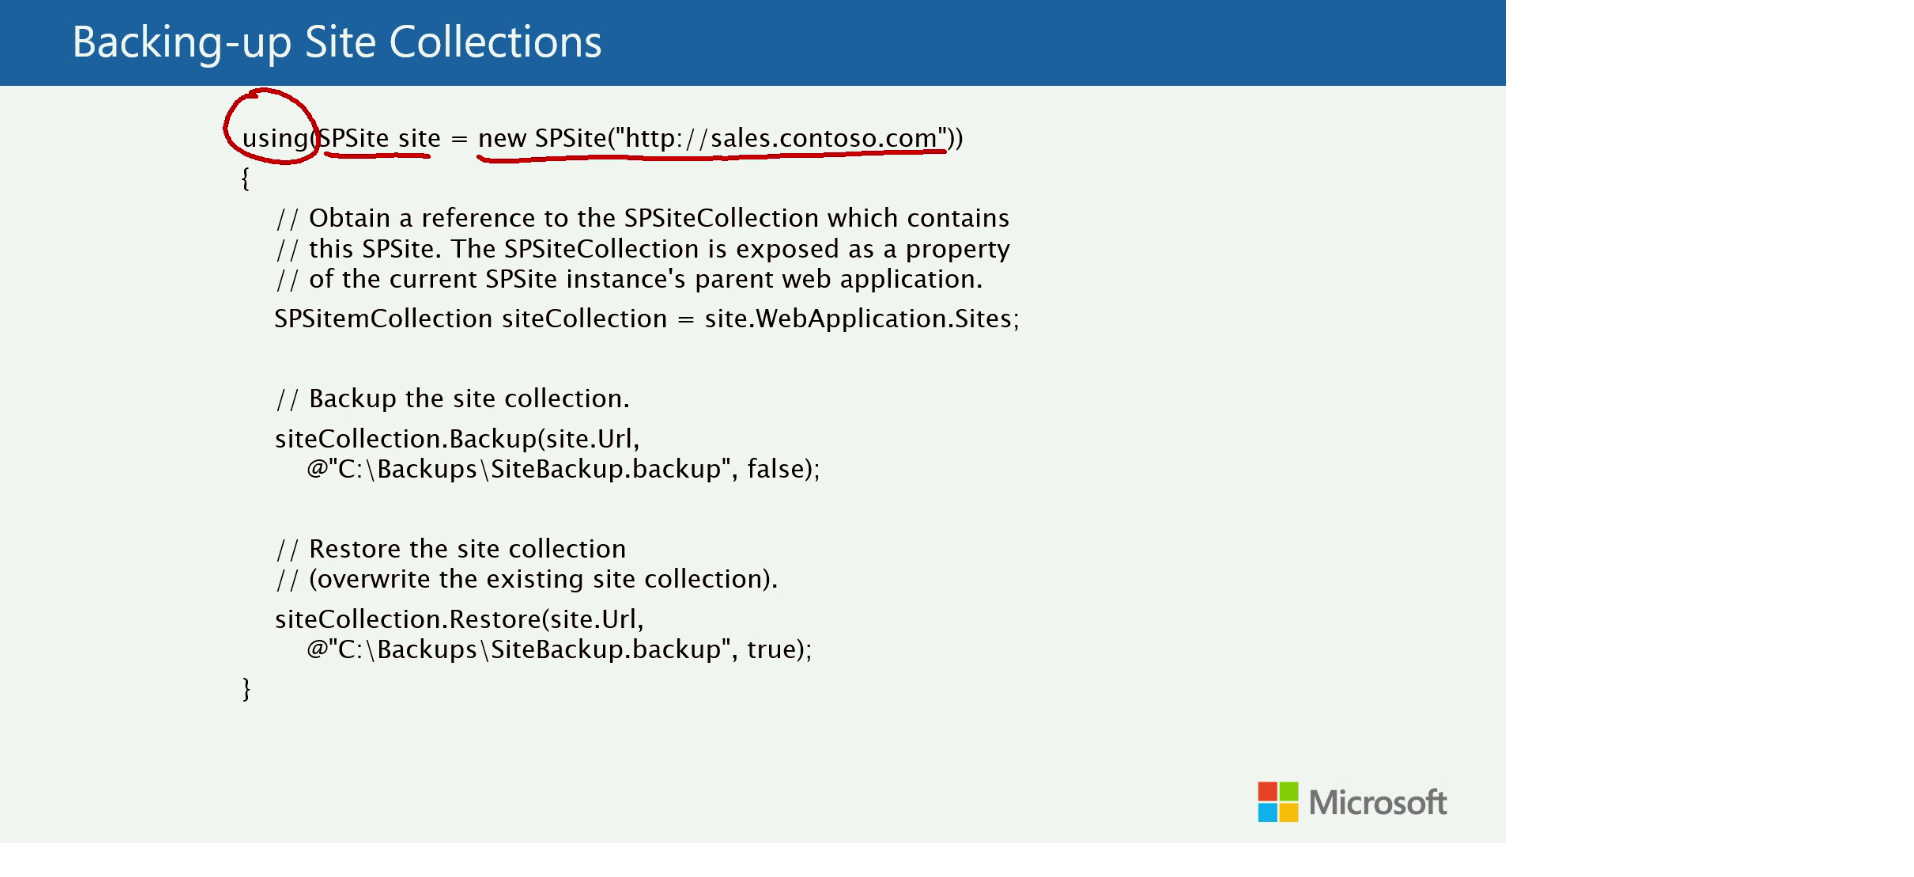 Backing-up Site Collections
using(SPSite site = new SPSite("http://sales.contoso.com"))
{
// Obtain a reference to the SPSiteCollection which contains
// this SPSite. The SPSiteCollection is exposed as a property
// of the current SPSite instance's parent web application.
SPSitemCollection siteCollection = site.WebApplication.Sites;
// Backup the site collection.
siteCollection.Backup(site.Url,
@"C:\Backups\SiteBackup.backup", false);
// Restore the site collection
// (overwrite the existing site collection).
siteCollection.Restore(site.Url,
@"C:\Backups\SiteBackup.backup", true);
}
Microsoft